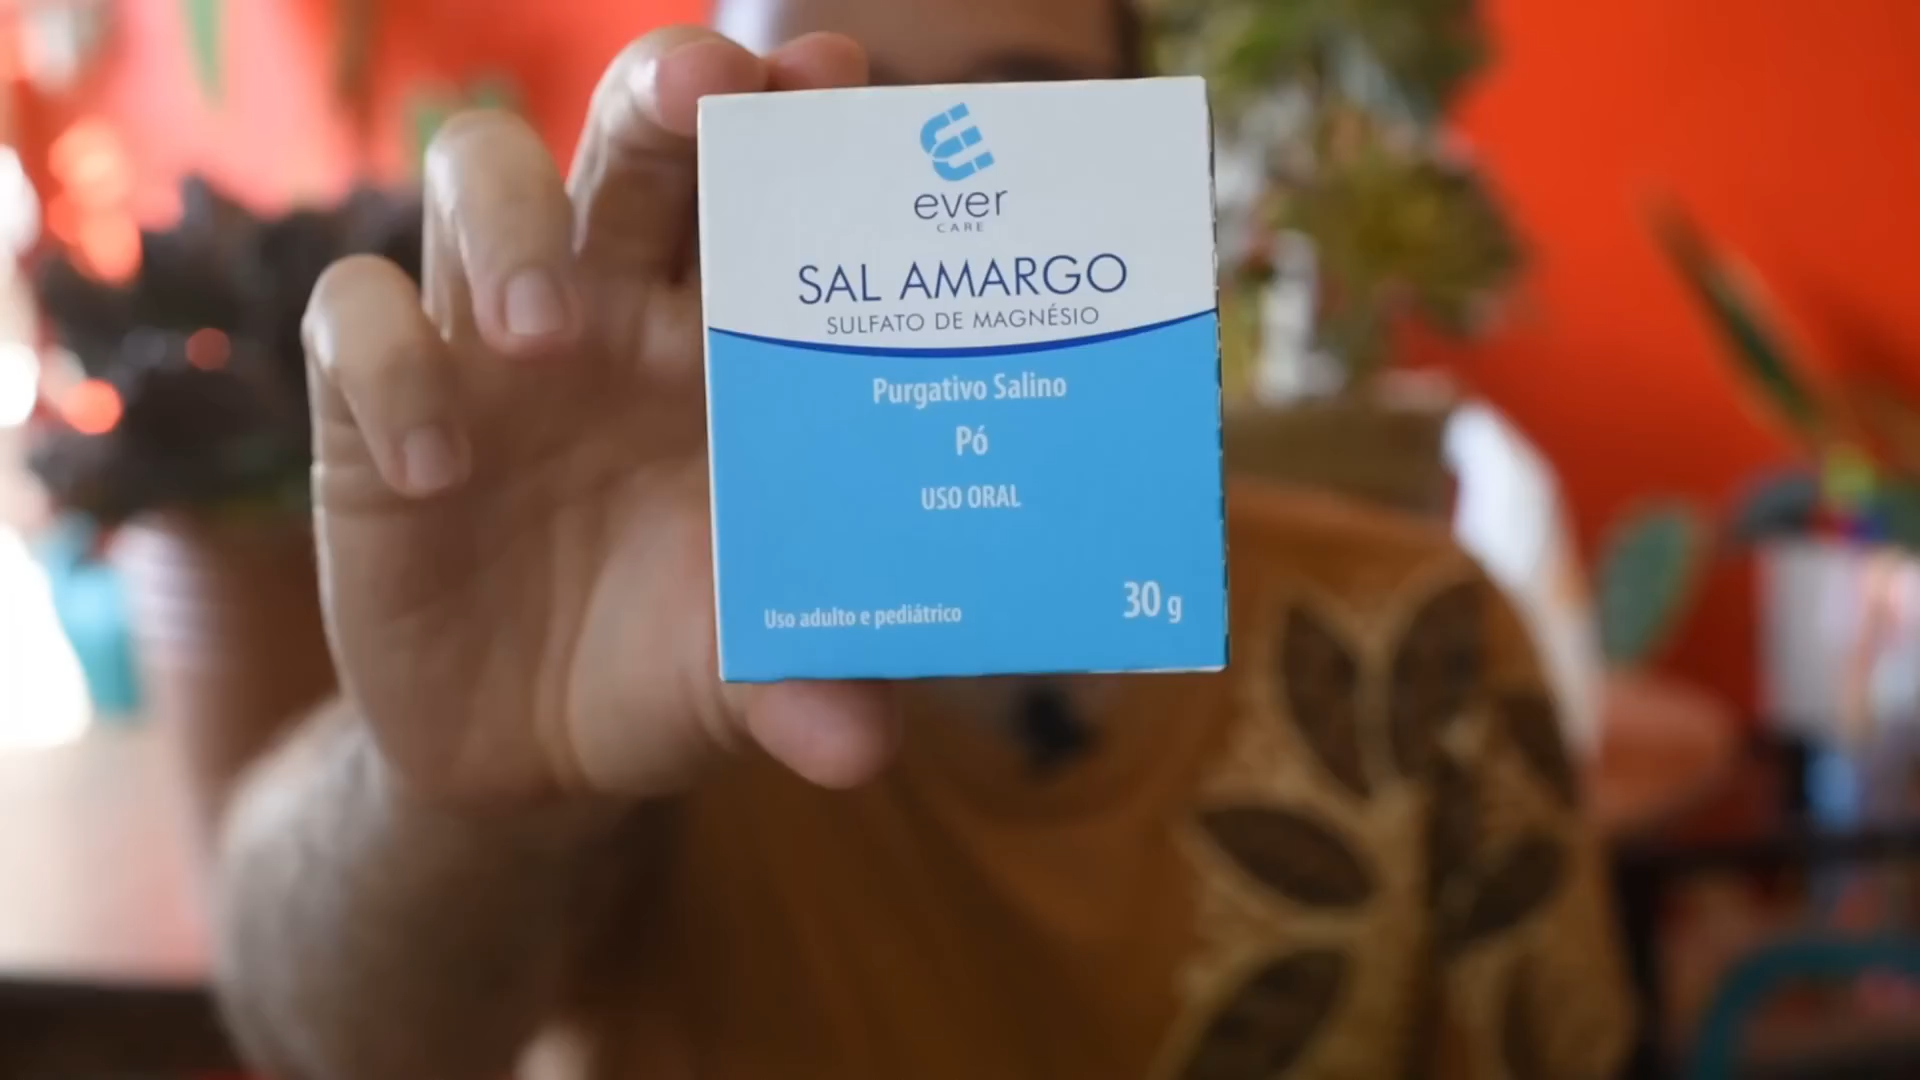 ever
CARE
SAL AMARGO
SULFATO DE MAGNÉSIO
Purgativo Salino
Pó
USO ORAL
Uso adulto e pediátrico
30 g